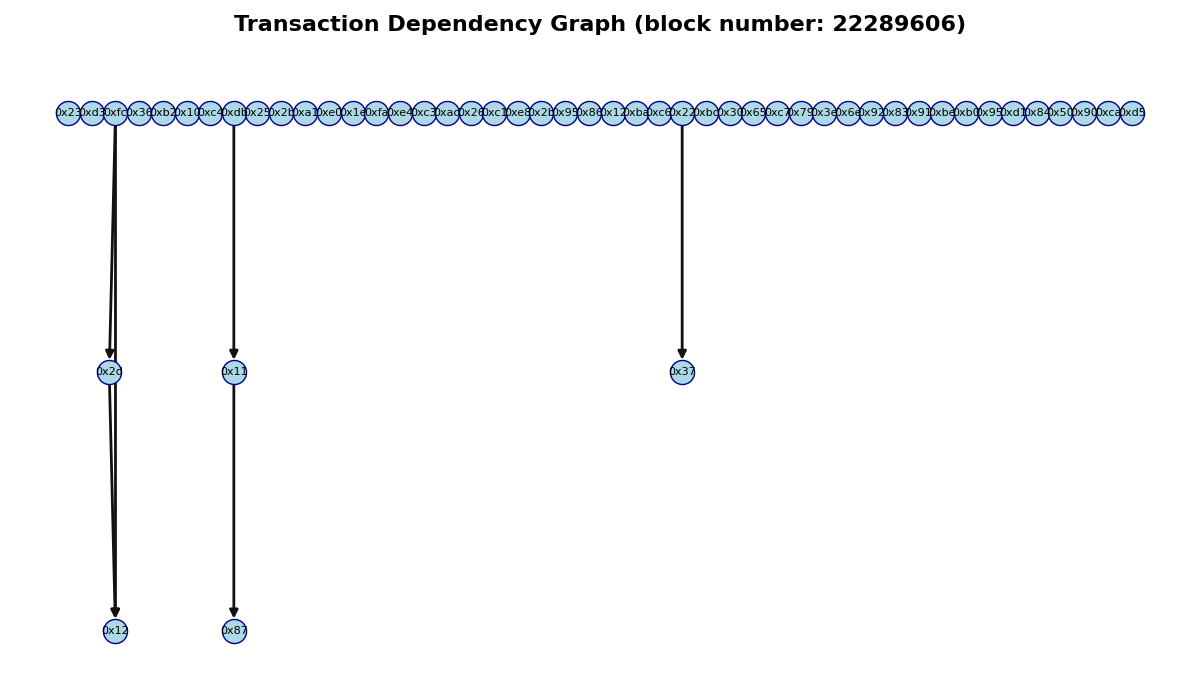 Transaction Dependency Graph (block number: 22289606)
0x23 0xd3 0xfc 0x36 0xb2 0x10 0xc4 0xdb 0x25 0x2b 0xa1 0xe0 0x1e 0xfa 0xe4 0xc3 0xad 0x26 0xc1 0xe8 0x2b 0x95 0x86 0x12 0xba 0xc6 0x22 0xbc 0x30 0x65 0xc7 0x79 0x3e 0x6e 0x92 0x83 0x91 0xbe 0xb0 0x95 0xd1 0x84 0x50 0x90 0xca 0xd5
0x2d 0x11 0x37
0x12 0x87